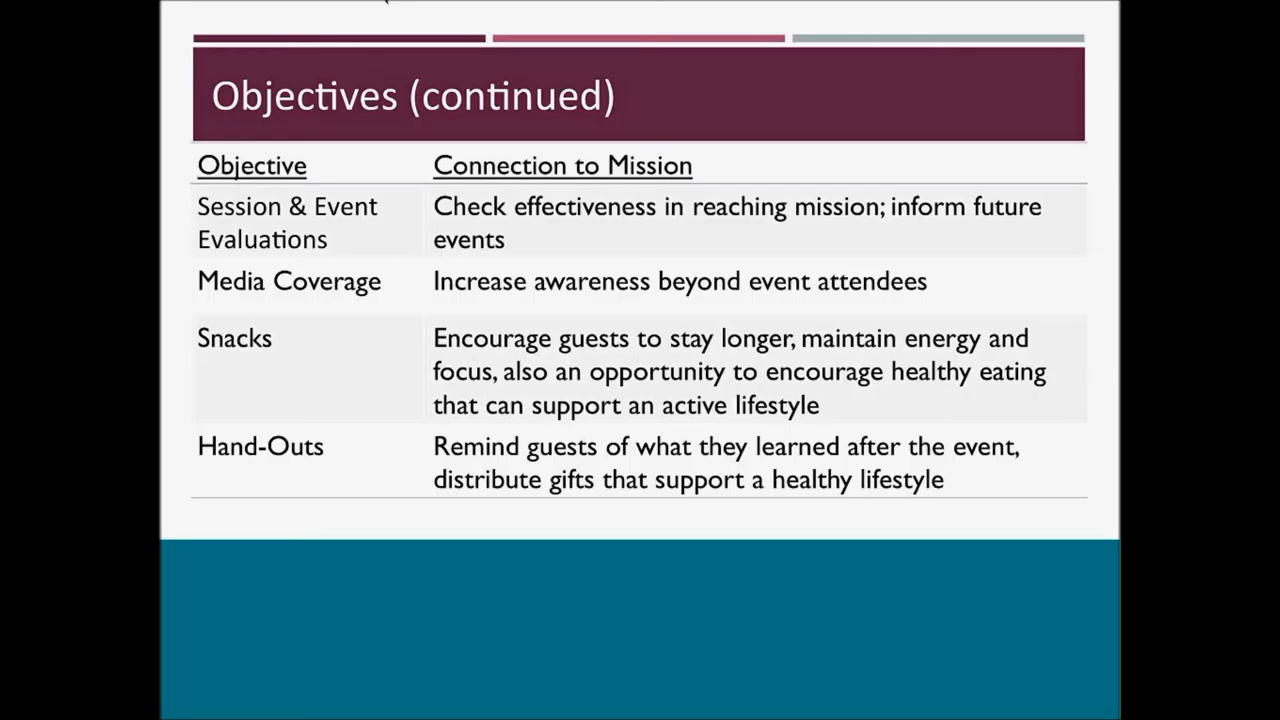 Objectives (continued)
Objective Connection to Mission
Session & Event Check effectiveness in reaching mission; inform future
Evaluations events
Media Coverage Increase awareness beyond event attendees
Snacks Encourage guests to stay longer, maintain energy and
focus, also an opportunity to encourage healthy eating
that can support an active lifestyle
Hand-Outs Remind guests of what they learned after the event,
distribute gifts that support a healthy lifestyle